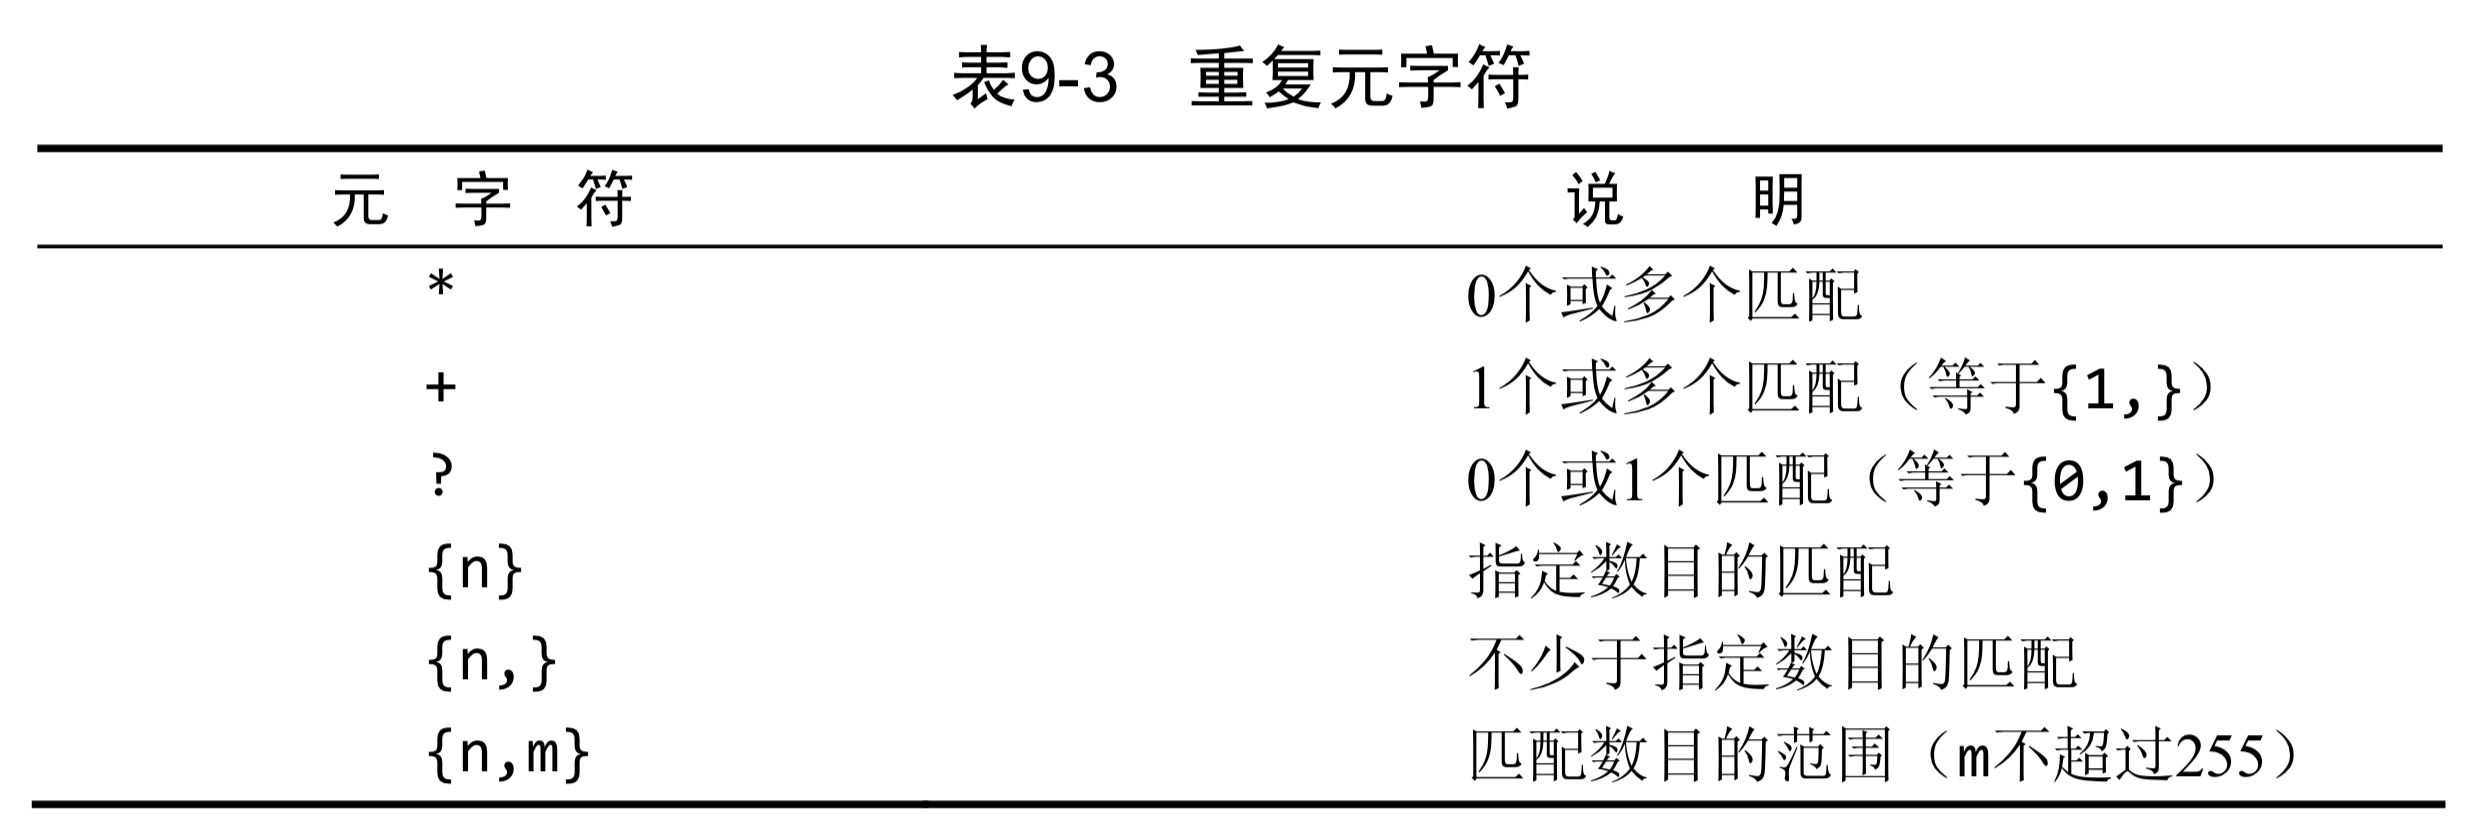 表9-3 重复元字符
元 字 符 说 明
* 0个或多个匹配
+ 1个或多个匹配（等于{1,}）
? 0个或1个匹配（等于{0,1}）
{n} 指定数目的匹配
{n,} 不少于指定数目的匹配
{n,m} 匹配数目的范围（m不超过255）